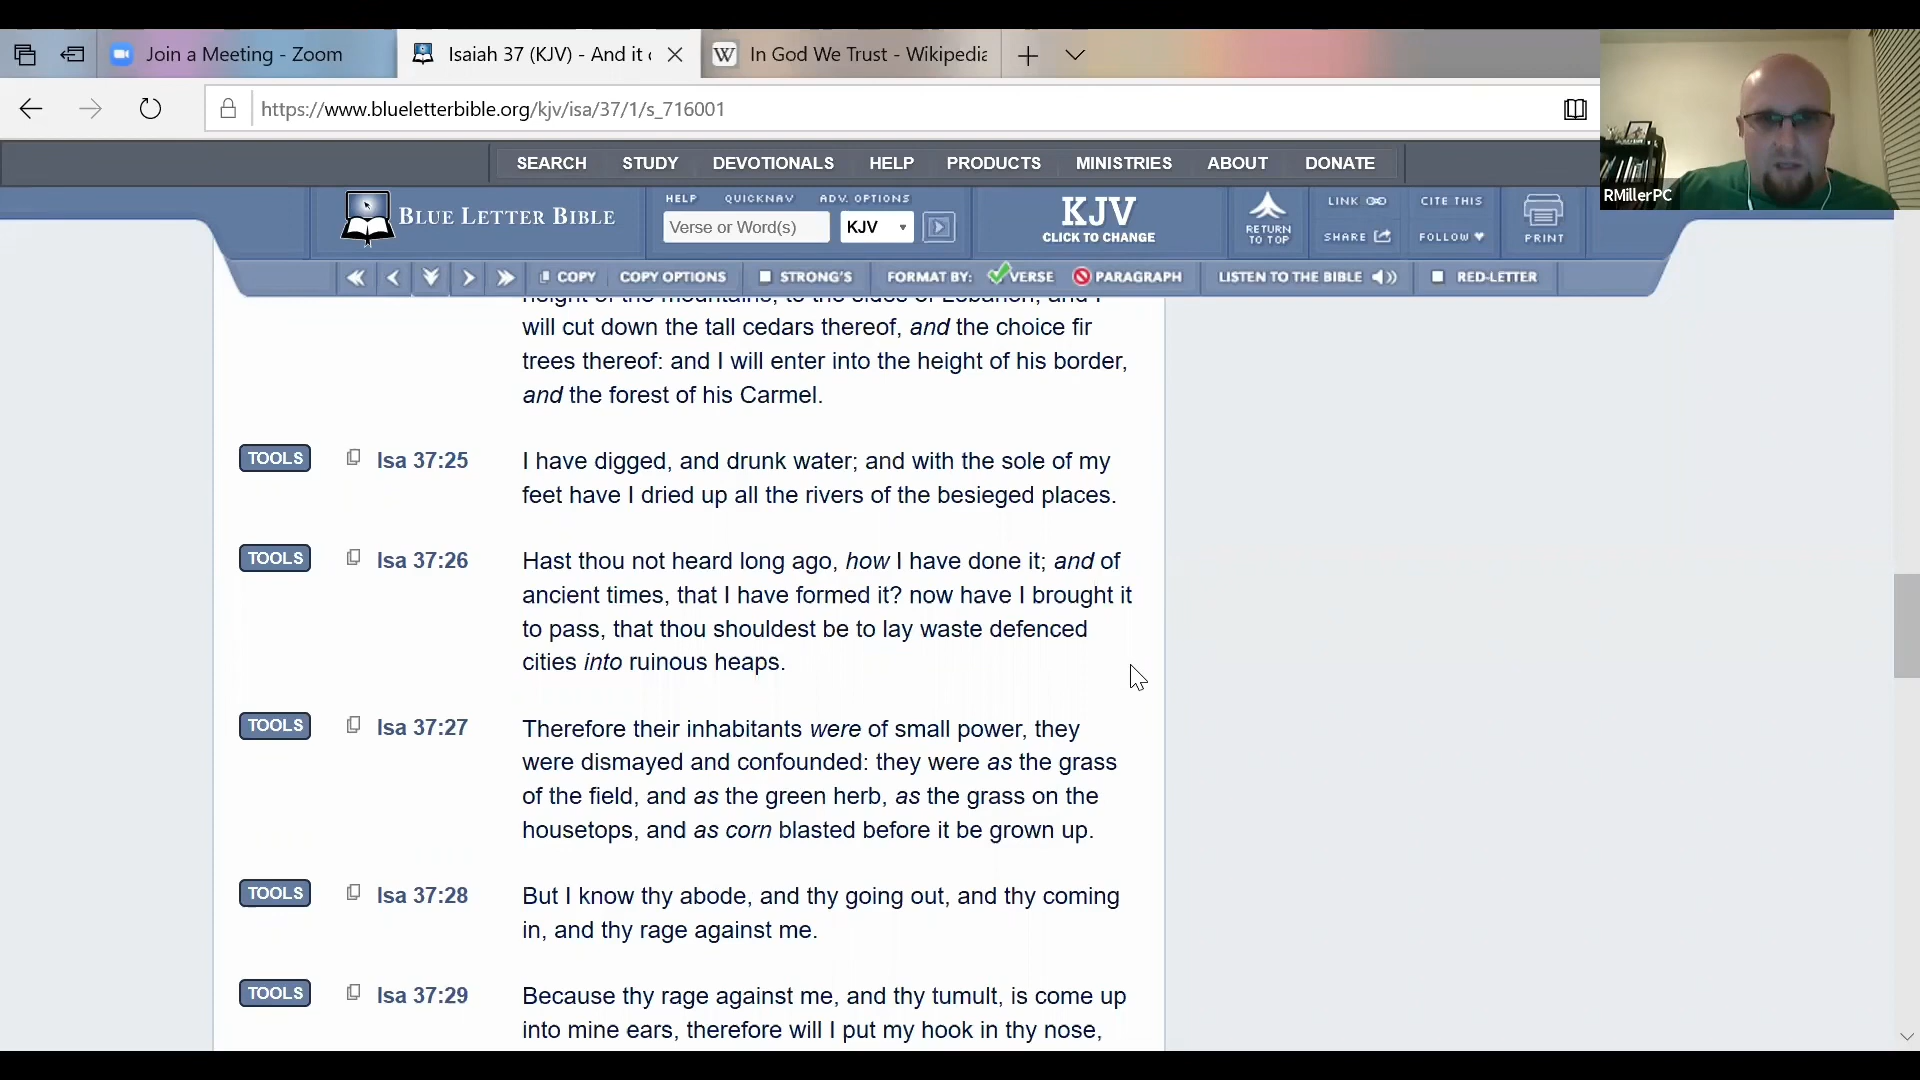 Join a Meeting - Zoom
Isaiah 37 (KJV) - And it c
W In God We Trust - Wikipedia
https://www.blueletterbible.org/kjv/isa/37/1/s_716001
RMillerPC
SEARCH STUDY DEVOTIONALS HELP PRODUCTS MINISTRIES ABOUT DONATE
BLUE LETTER BIBLE
HELP QUICKNAV ADV. OPTIONS
Verse or Word(s) KJV
KJV
CLICK TO CHANGE
RETURN
TO TOP
LINK CITE THIS
SHARE FOLLOW
PRINT
COPY COPY OPTIONS STRONG'S FORMAT BY: VERSE PARAGRAPH LISTEN TO THE BIBLE RED-LETTER
height of the mountains, to the sides of Lebanon; and I
will cut down the tall cedars thereof, and the choice fir
trees thereof: and I will enter into the height of his border,
and the forest of his Carmel.
TOOLS Isa 37:25 I have digged, and drunk water; and with the sole of my
feet have I dried up all the rivers of the besieged places.
TOOLS Isa 37:26 Hast thou not heard long ago, how I have done it; and of
ancient times, that I have formed it? now have I brought it
to pass, that thou shouldest be to lay waste defenced
cities into ruinous heaps.
TOOLS Isa 37:27 Therefore their inhabitants were of small power, they
were dismayed and confounded: they were as the grass
of the field, and as the green herb, as the grass on the
housetops, and as corn blasted before it be grown up.
TOOLS Isa 37:28 But I know thy abode, and thy going out, and thy coming
in, and thy rage against me.
TOOLS Isa 37:29 Because thy rage against me, and thy tumult, is come up
into mine ears, therefore will I put my hook in thy nose,